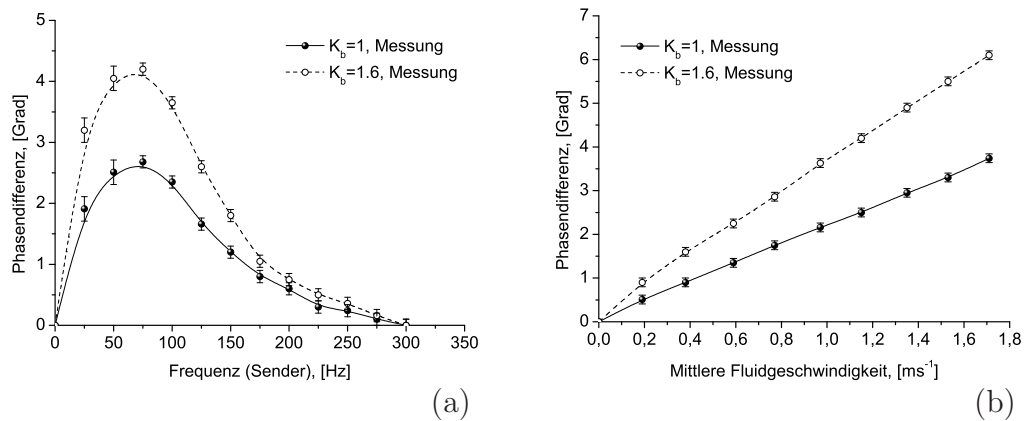 5
4
3
2
1
0
Phasendifferenz, [Grad]
K_b=1, Messung
K_b=1.6, Messung
0 50 100 150 200 250 300 350
Frequenz (Sender), [Hz]
(a)
7
6
5
4
3
2
1
0
Phasendifferenz, [Grad]
K_b=1, Messung
K_b=1.6, Messung
0,0 0,2 0,4 0,6 0,8 1,0 1,2 1,4 1,6 1,8
Mittlere Fluidgeschwindigkeit, [ms⁻¹]
(b)